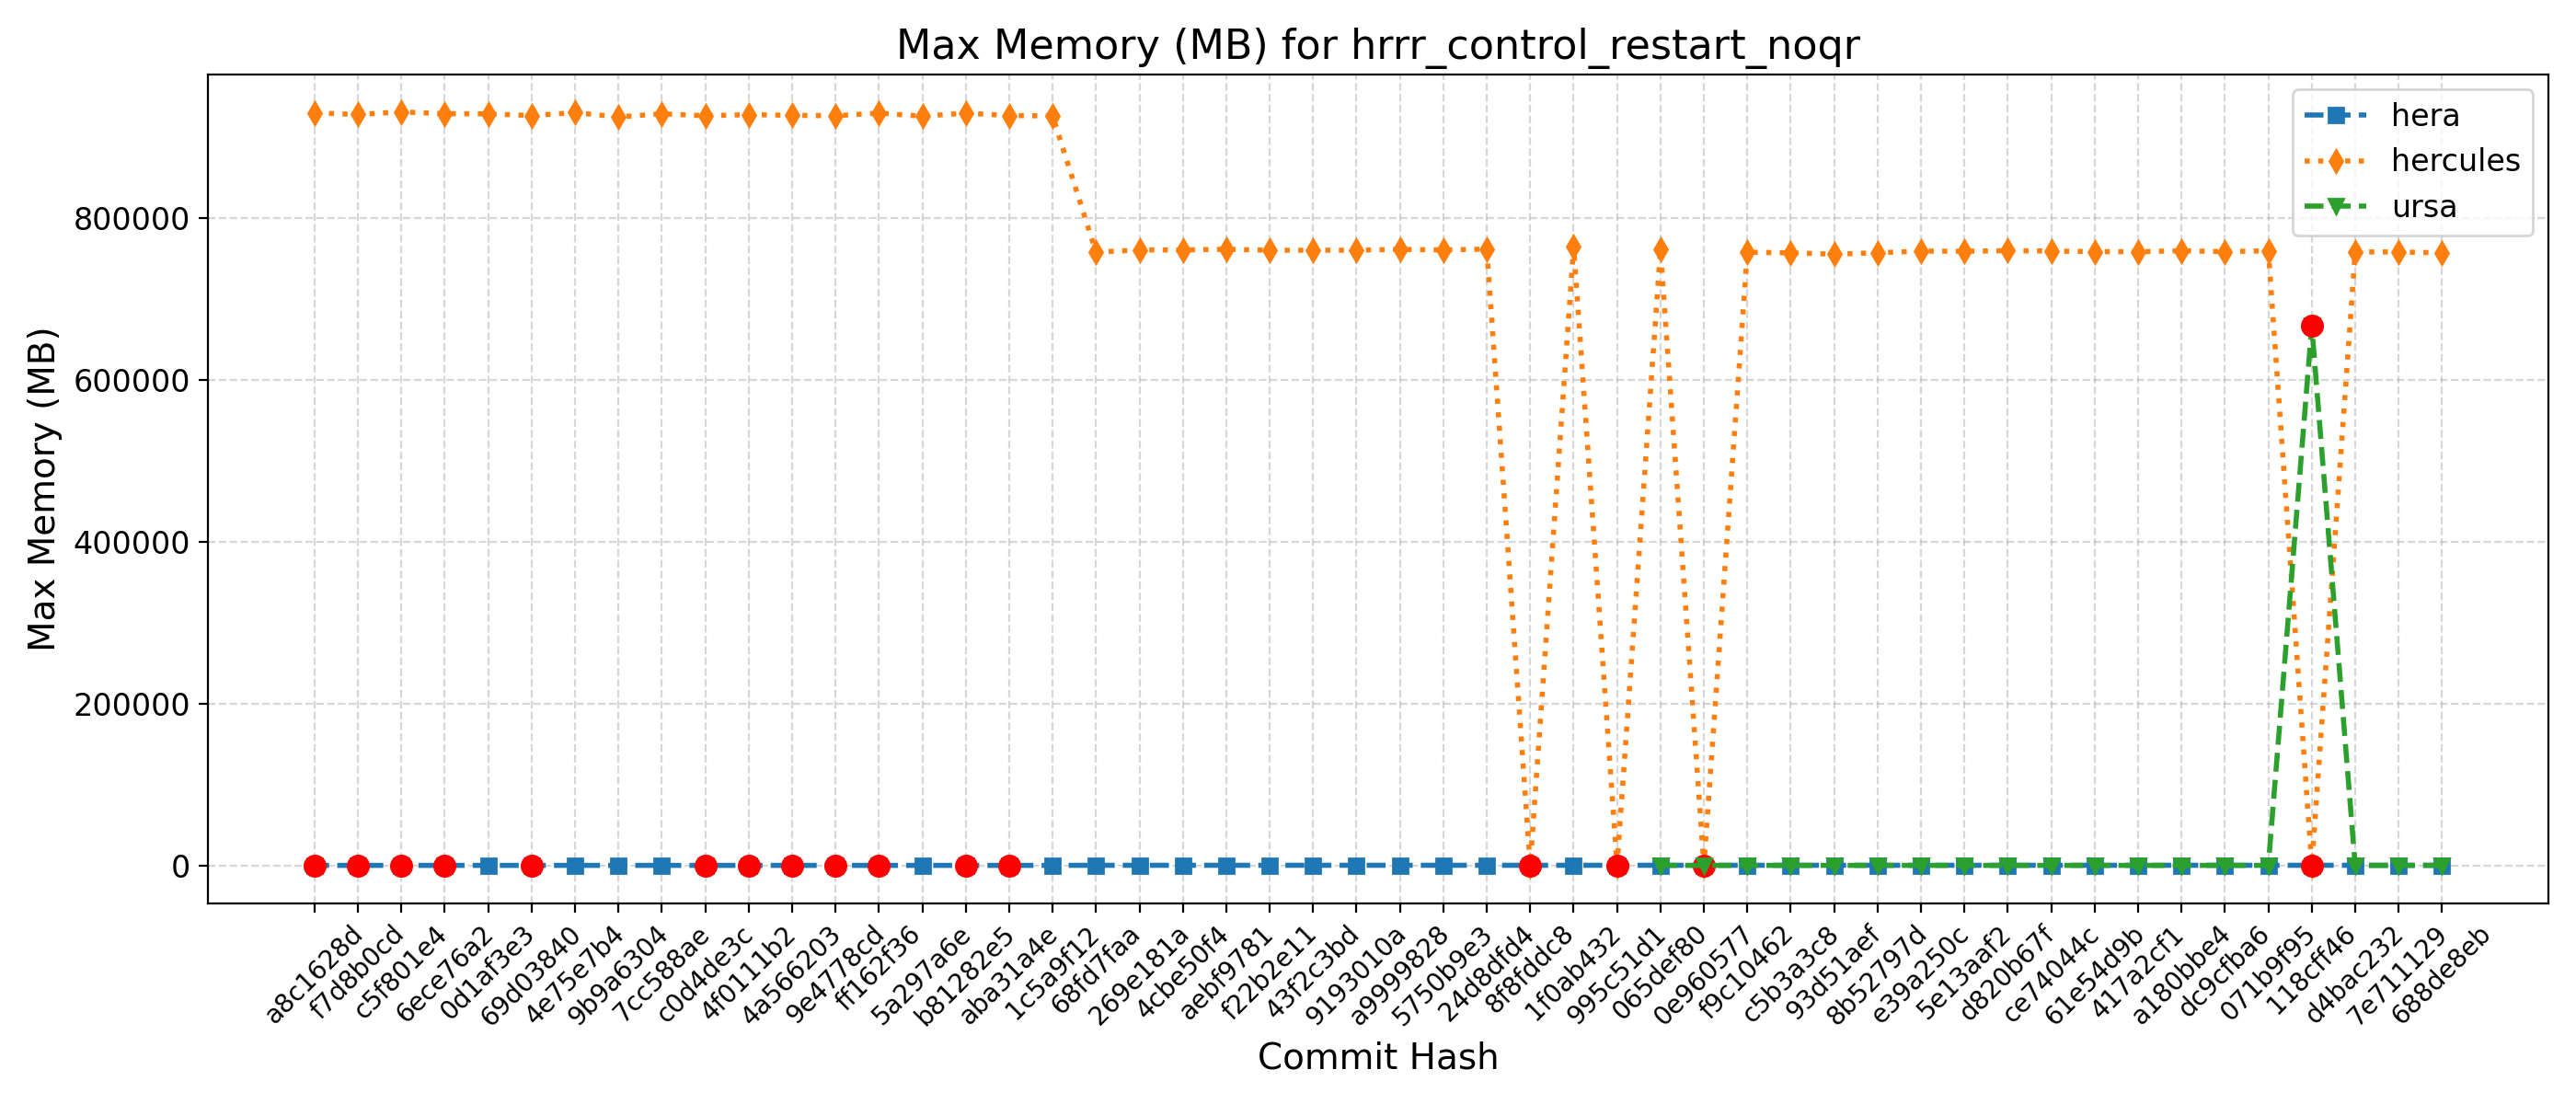 Max Memory (MB) for hrrr_control_restart_noqr
hera
hercules
ursa
Max Memory (MB)
800000
600000
400000
200000
0
a8c1628d
f7d8b0cd
c5f801e4
6ece76a2
0d1af3e3
69d03840
4e75e7b4
9b9a6304
7cc588ae
c0d4de3c
4f0111b2
4a566203
9e4778cd
ff162f36
5a297a6e
b81282e5
aba31a4e
1c5a9f12
68fd7faa
269e181a
4cbe50f4
aebf9781
f22b2e11
43f2c3bd
9193010a
a9999828
5750b9e3
24d8dfd4
8f8fddc8
1f0ab432
995c51d1
065def80
0e960577
f9c10462
c5b3a3c8
93d51aef
8b52797d
e39a250c
5e13aaf2
d820b67f
ce74044c
61e54d9b
417a2cf1
a180bbe4
dc9cfba6
071b9f95
118cff46
d4bac232
7e711129
688de8eb
Commit Hash